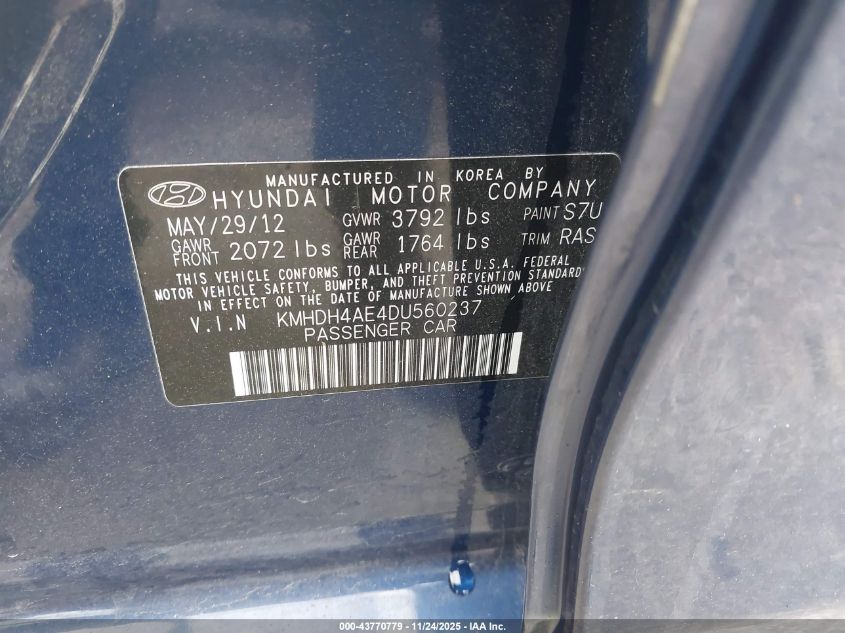 MANUFACTURED IN KOREA BY
HYUNDAI MOTOR COMPANY
MAY/29/12 GVWR 3792 lbs PAINT S7U
GAWR FRONT 2072 lbs GAWR REAR 1764 lbs TRIM RAS
THIS VEHICLE CONFORMS TO ALL APPLICABLE U.S.A. FEDERAL
MOTOR VEHICLE SAFETY, BUMPER, AND THEFT PREVENTION STANDARD
IN EFFECT ON THE DATE OF MANUFACTURE SHOWN ABOVE
V.I.N KMHDH4AE4DU560237
PASSENGER CAR
000-43770779 - 11/24/2025 - IAA Inc.